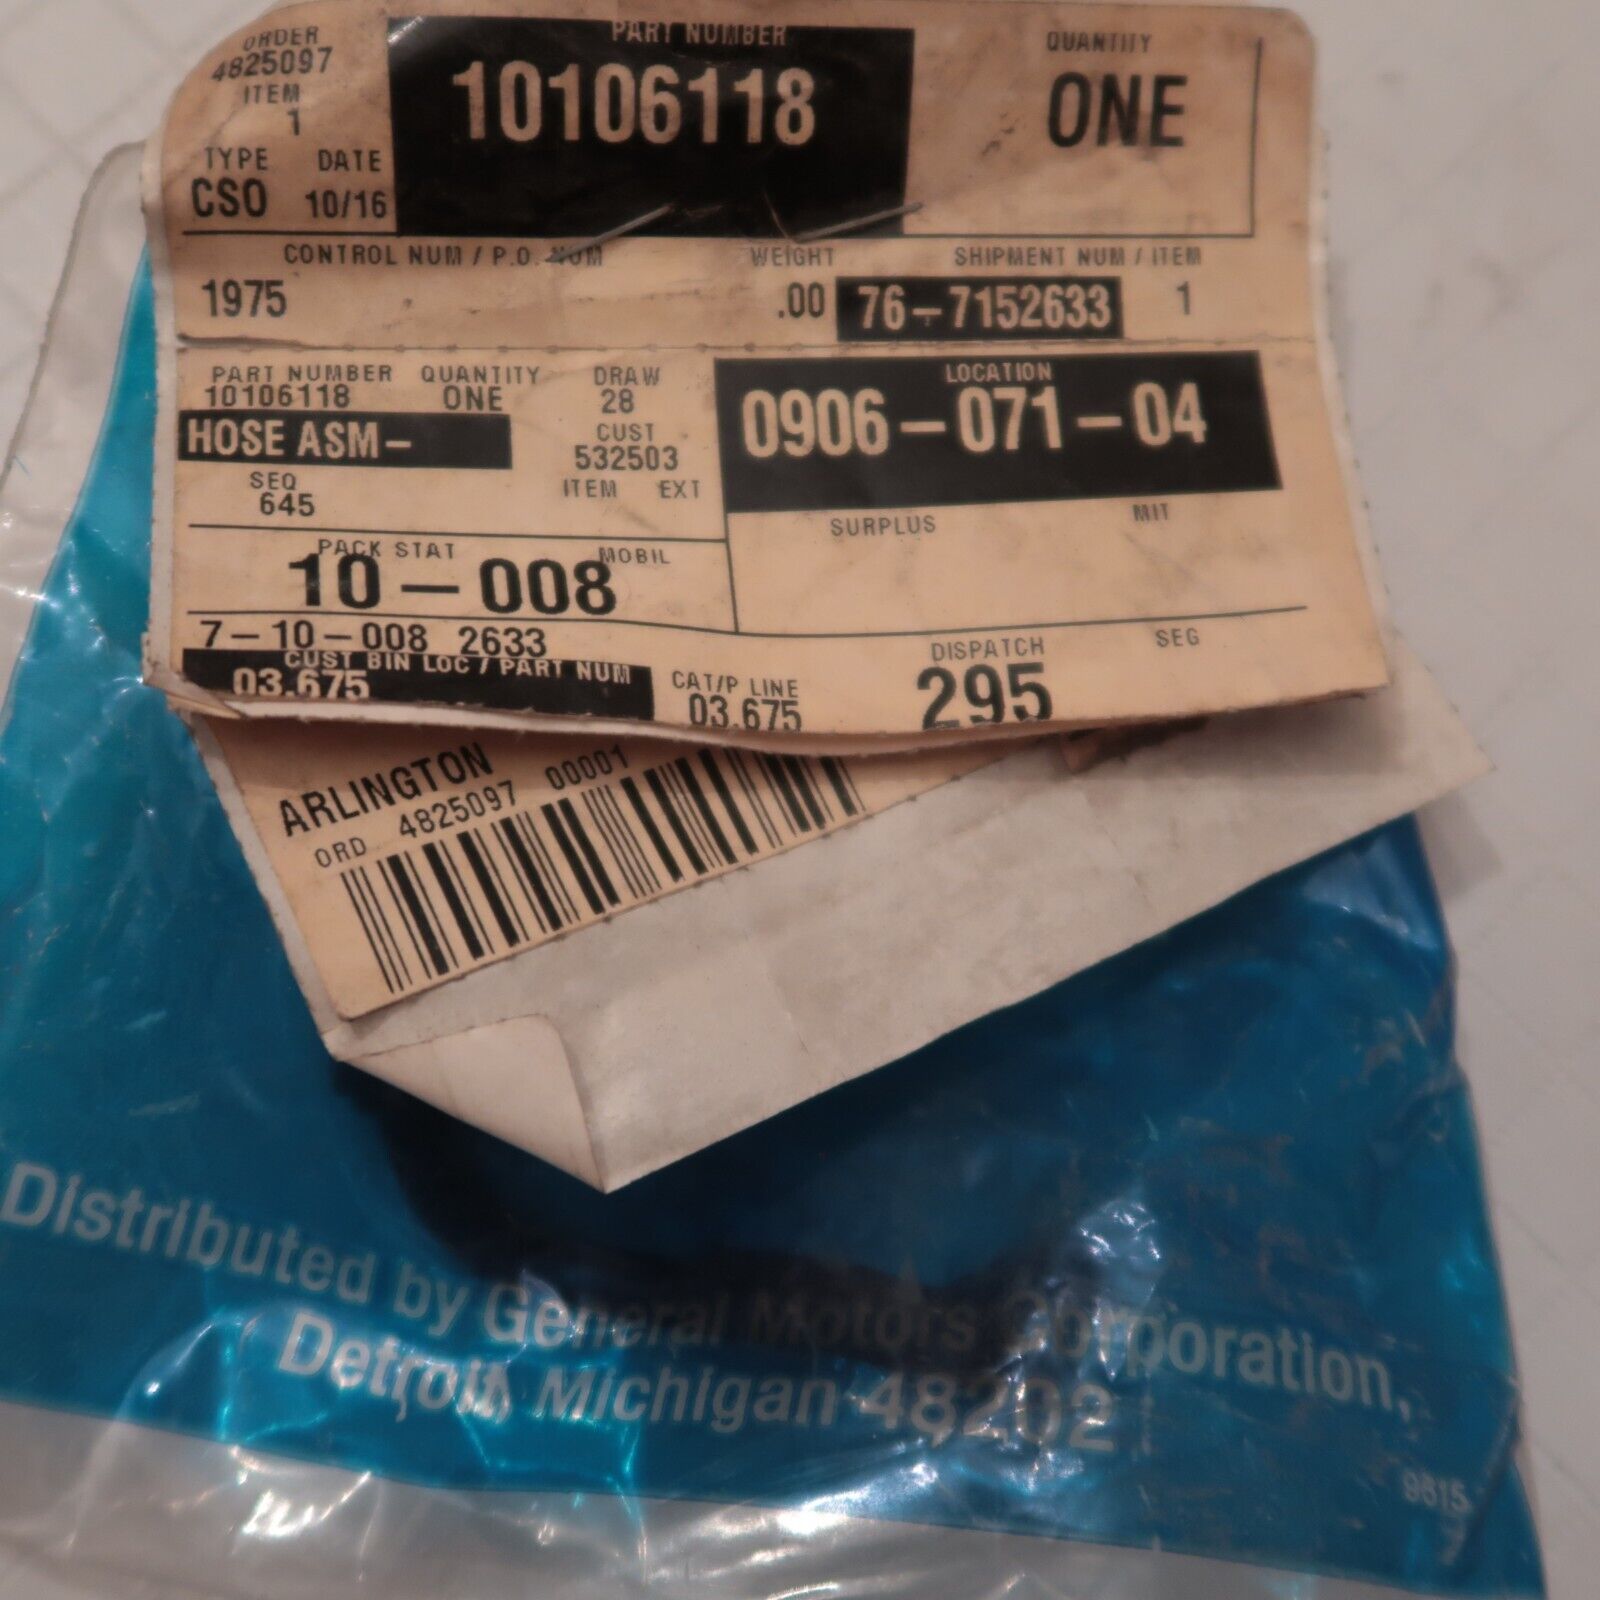 ORDER PART NUMBER QUANTITY
4825097 10106118 ONE
ITEM
1
TYPE DATE
CSO 10/16
CONTROL NUM / P.O. NUM WEIGHT SHIPMENT NUM / ITEM
1975 .00 76-7152633 1
PART NUMBER QUANTITY DRAW LOCATION
10106118 ONE 28 0906-071-04
HOSE ASM- CUST
532503
SEQ ITEM EXT
645 SURPLUS MIT
PACK STAT MOBIL
10-008
7-10-008 2633 DISPATCH SEG
CUST BIN LOC / PART NUM CAT/P LINE 295
03.675 03.675
ARLINGTON
ORD 4825097 00001
Distributed by General Motors Corporation,
Detroit, Michigan 48202
9815